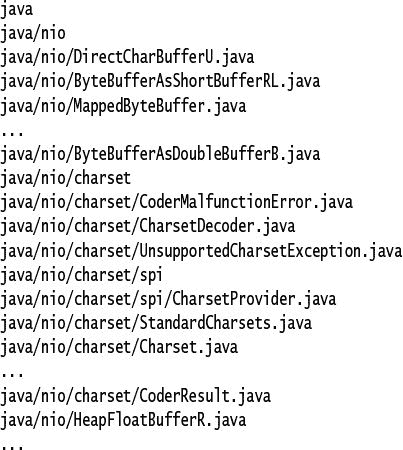 java
java/nio
java/nio/DirectCharBufferU.java
java/nio/ByteBufferAsShortBufferRL.java
java/nio/MappedByteBuffer.java
...
java/nio/ByteBufferAsDoubleBufferB.java
java/nio/charset
java/nio/charset/CoderMalfunctionError.java
java/nio/charset/CharsetDecoder.java
java/nio/charset/UnsupportedCharsetException.java
java/nio/charset/spi
java/nio/charset/spi/CharsetProvider.java
java/nio/charset/StandardCharsets.java
java/nio/charset/Charset.java
...
java/nio/charset/CoderResult.java
java/nio/HeapFloatBufferR.java
...